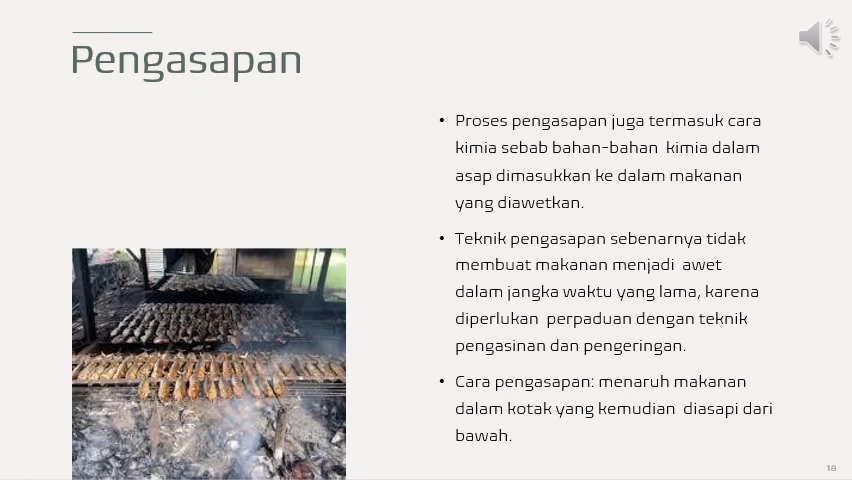 Pengasapan
• Proses pengasapan juga termasuk cara
kimia sebab bahan-bahan kimia dalam
asap dimasukkan ke dalam makanan
yang diawetkan.
• Teknik pengasapan sebenarnya tidak
membuat makanan menjadi awet
dalam jangka waktu yang lama, karena
diperlukan perpaduan dengan teknik
pengasinan dan pengeringan.
• Cara pengasapan: menaruh makanan
dalam kotak yang kemudian diasapi dari
bawah.
18